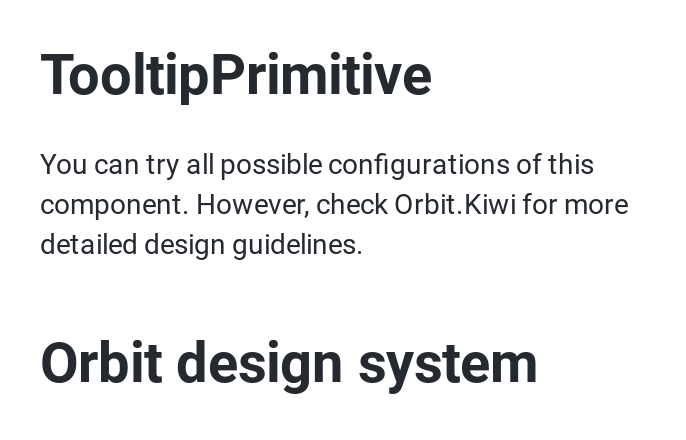 TooltipPrimitive
You can try all possible configurations of this
component. However, check Orbit.Kiwi for more
detailed design guidelines.
Orbit design system